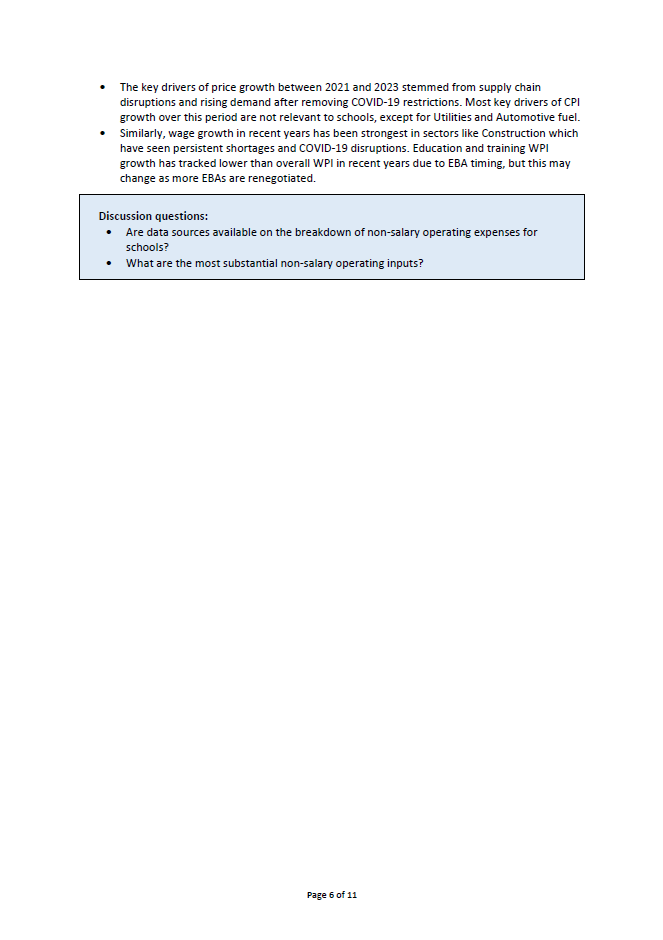 • The key drivers of price growth between 2021 and 2023 stemmed from supply chain
disruptions and rising demand after removing COVID-19 restrictions. Most key drivers of CPI
growth over this period are not relevant to schools, except for Utilities and Automotive fuel.
• Similarly, wage growth in recent years has been strongest in sectors like Construction which
have seen persistent shortages and COVID-19 disruptions. Education and training WPI
growth has tracked lower than overall WPI in recent years due to EBA timing, but this may
change as more EBAs are renegotiated.
Discussion questions:
• Are data sources available on the breakdown of non-salary operating expenses for
schools?
• What are the most substantial non-salary operating inputs?
Page 6 of 11